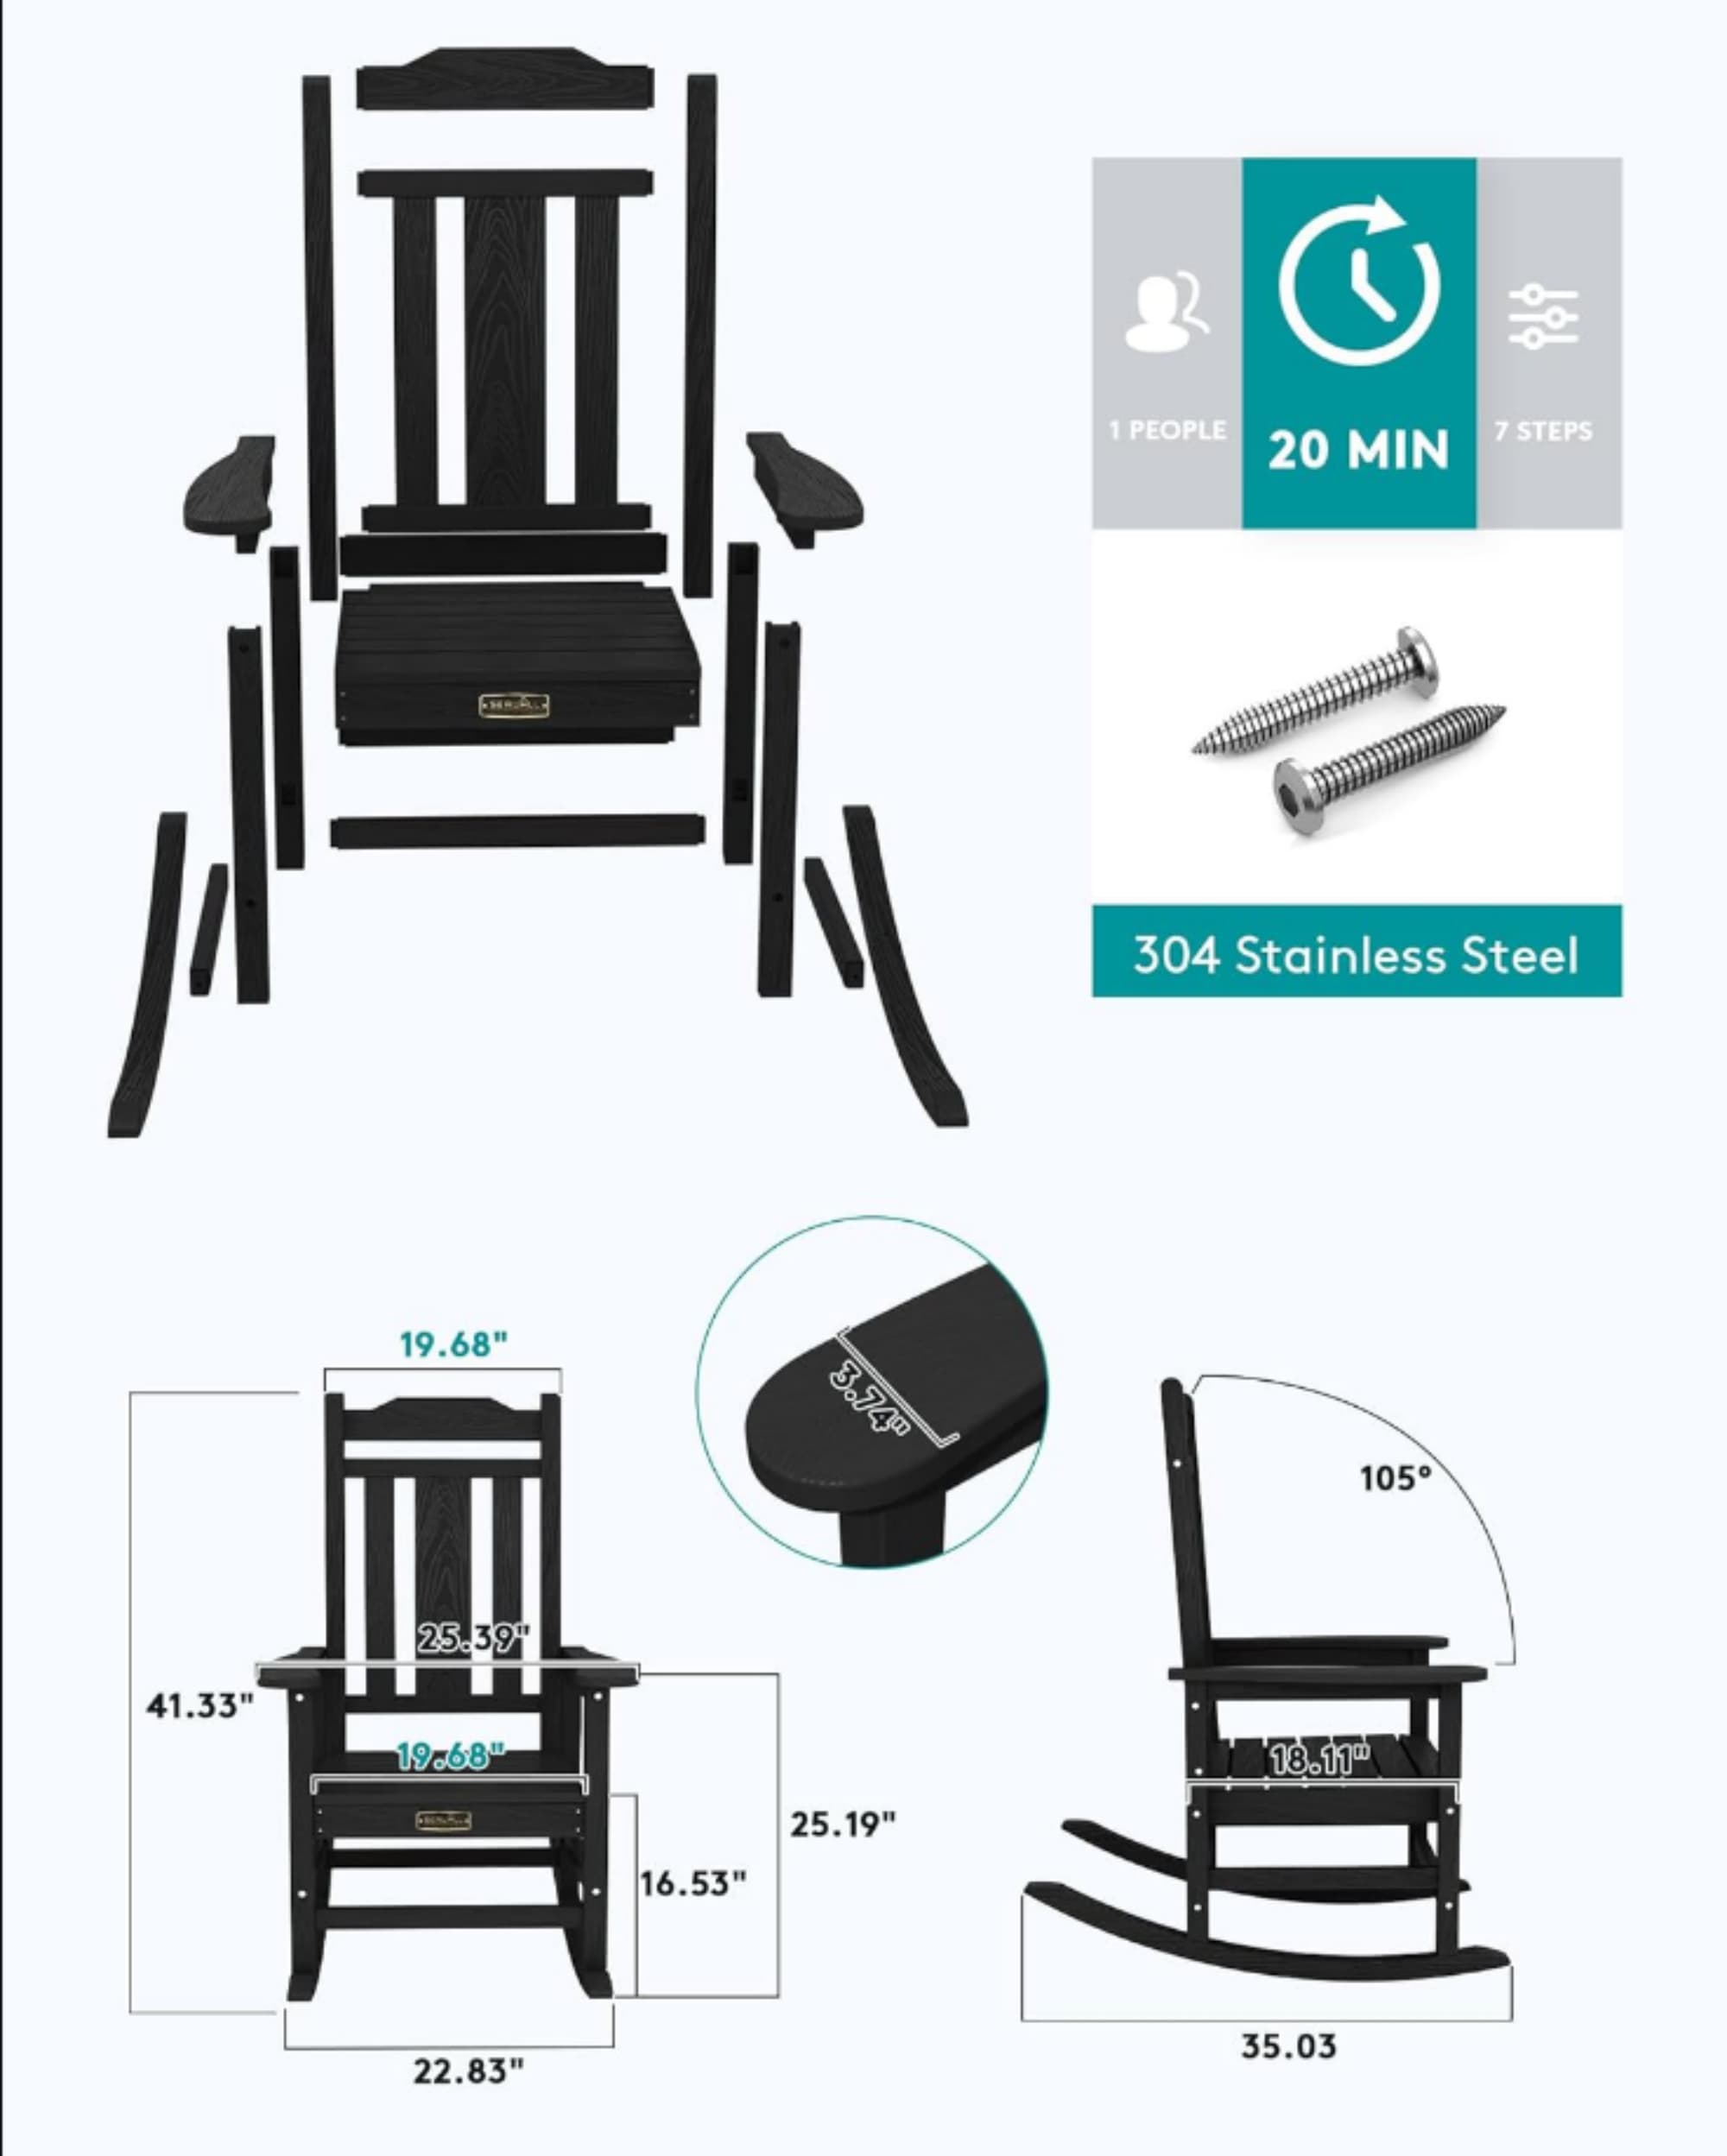 1 PEOPLE
20 MIN
7 STEPS
304 Stainless Steel
19.68"
3.74"
105°
25.39"
41.33"
19.68"
18.11"
25.19"
16.53"
22.83"
35.03